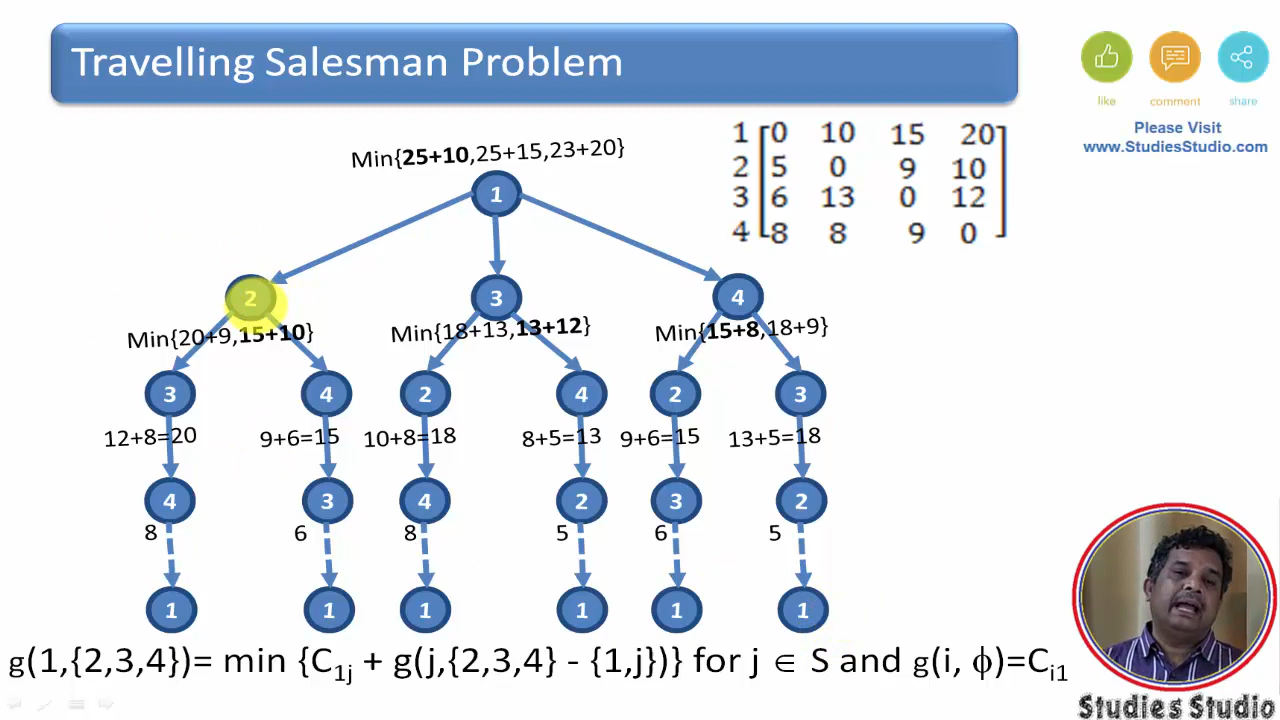 Travelling Salesman Problem
like comment share
Please Visit
www.StudiesStudio.com
Min{25+10,25+15,23+20}
1 0 10 15 20
2 5 0 9 10
3 6 13 0 12
4 8 8 9 0
1
2 3 4
Min{20+9,15+10} Min{18+13,13+12} Min{15+8,18+9}
3 4 2 4 2 3
12+8=20 9+6=15 10+8=18 8+5=13 9+6=15 13+5=18
4 3 4 2 3 2
8 6 8 5 6 5
1 1 1 1 1 1
g(1,{2,3,4})= min {C1j + g(j,{2,3,4} - {1,j})} for j ∈ S and g(i, ϕ)=Ci1
Studies Studio